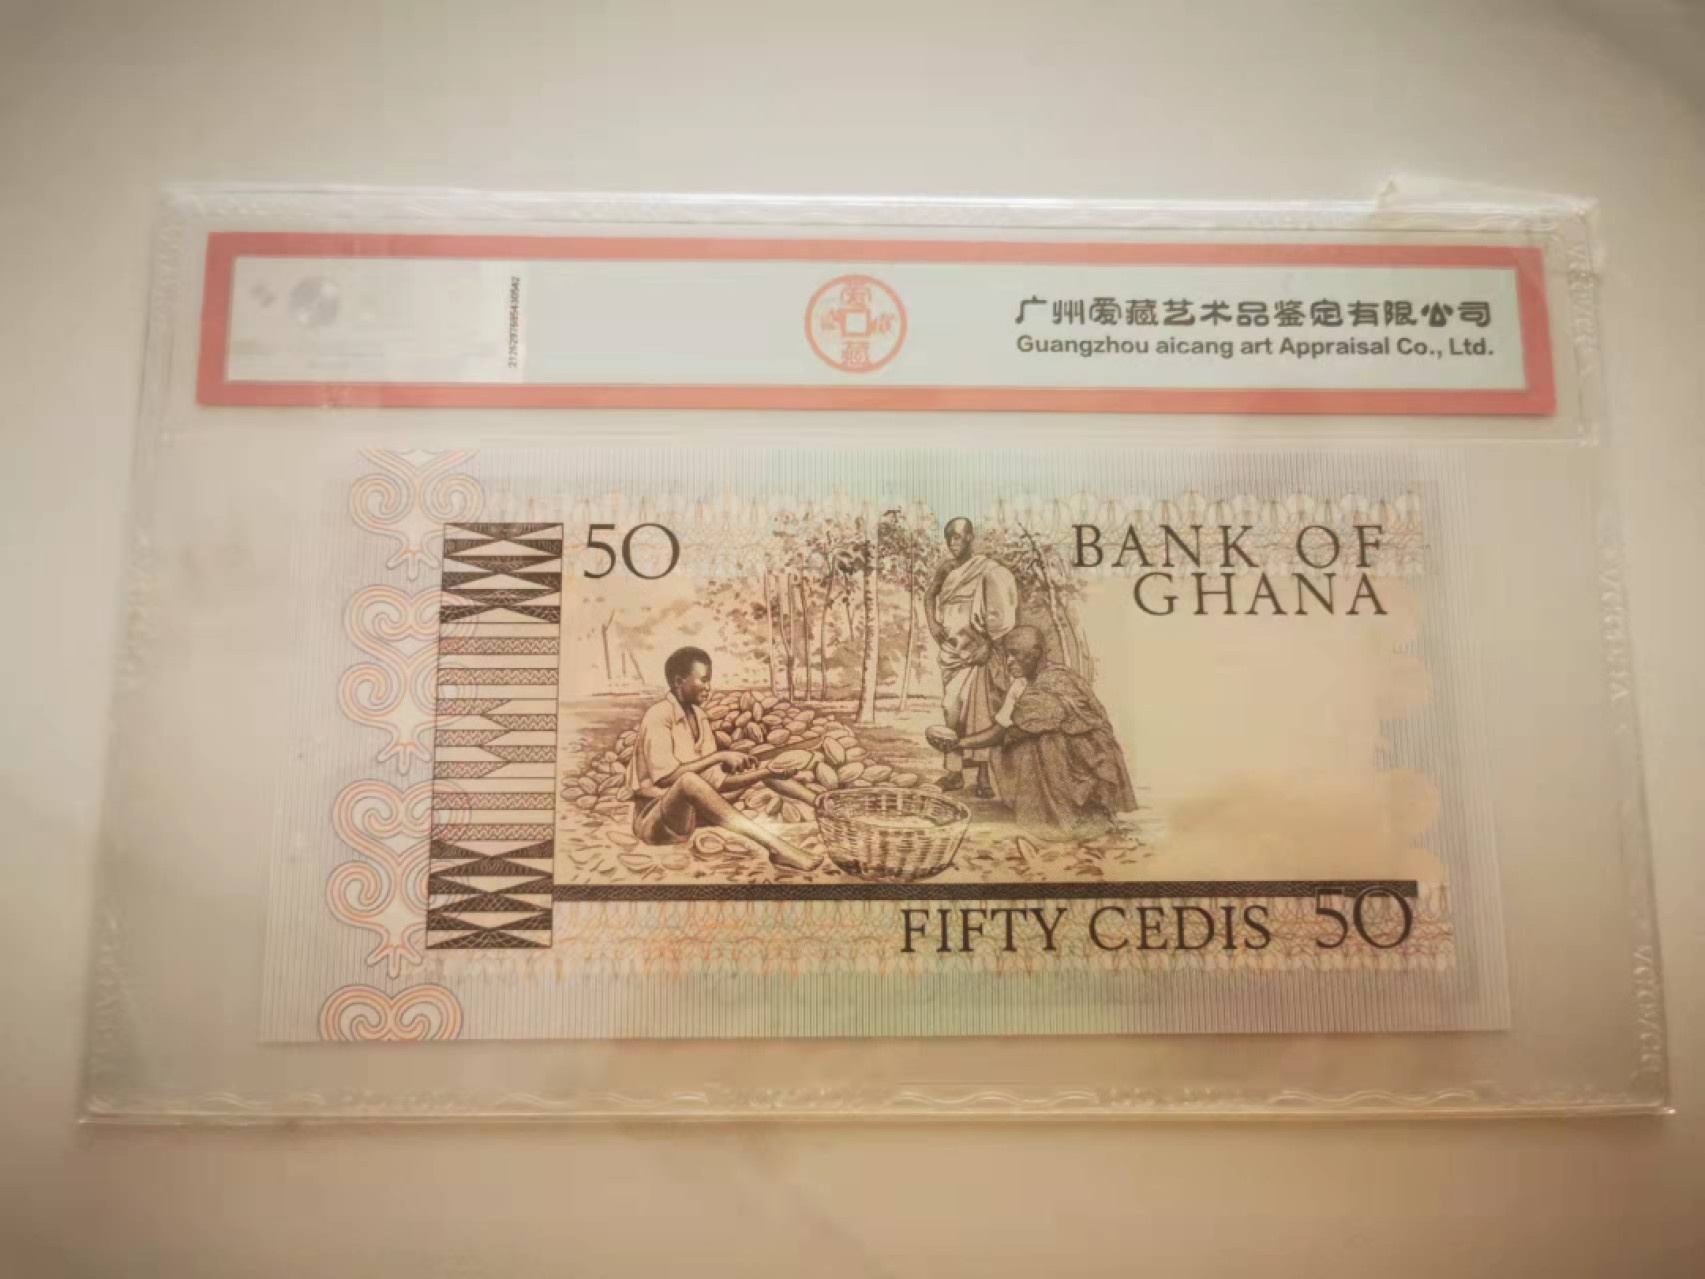 广州爱藏艺术品鉴定有限公司
Guangzhou aicang art Appraisal Co., Ltd.
50
BANK OF
GHANA
FIFTY CEDIS 50